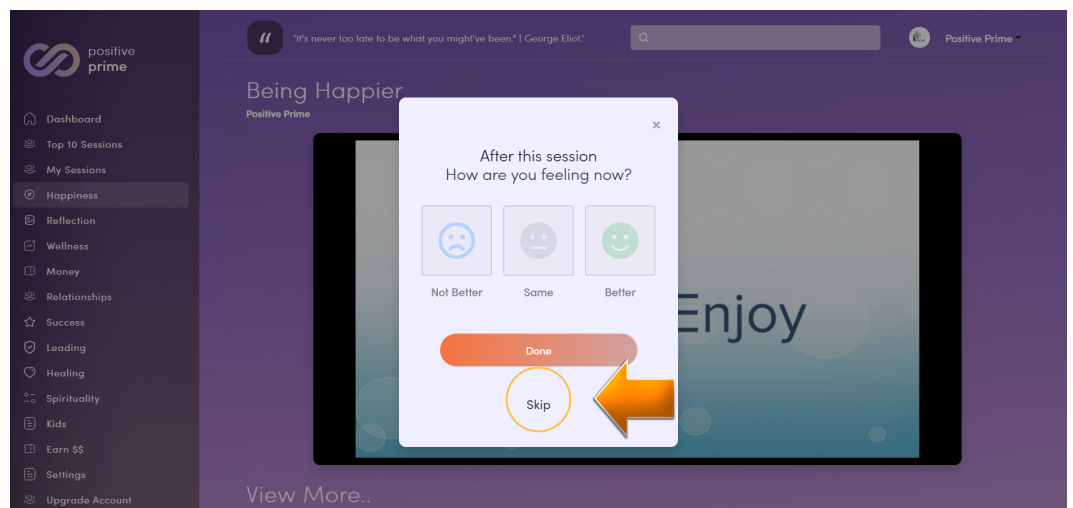 positive
prime
Dashboard
Top 10 Sessions
My Sessions
Happiness
Reflection
Wellness
Money
Relationships
Success
Leading
Healing
Spirituality
Kids
Earn $$
Settings
Upgrade Account
"It's never too late to be what you might've been." | George Eliot.'
Positive Prime
Being Happier
Positive Prime
After this session
How are you feeling now?
Not Better
Same
Better
Done
Skip
Enjoy
View More..